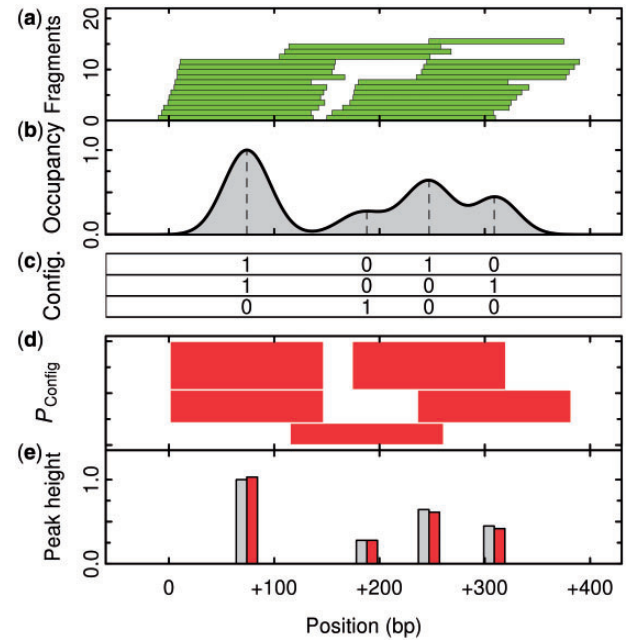 (a)
Fragments
20
10
0
(b)
Occupancy
1.0
0.0
(c)
Config.
1 0 1 0
1 0 0 1
0 1 0 0
(d)
PConfig
(e)
Peak height
1.0
0.0
0 +100 +200 +300 +400
Position (bp)